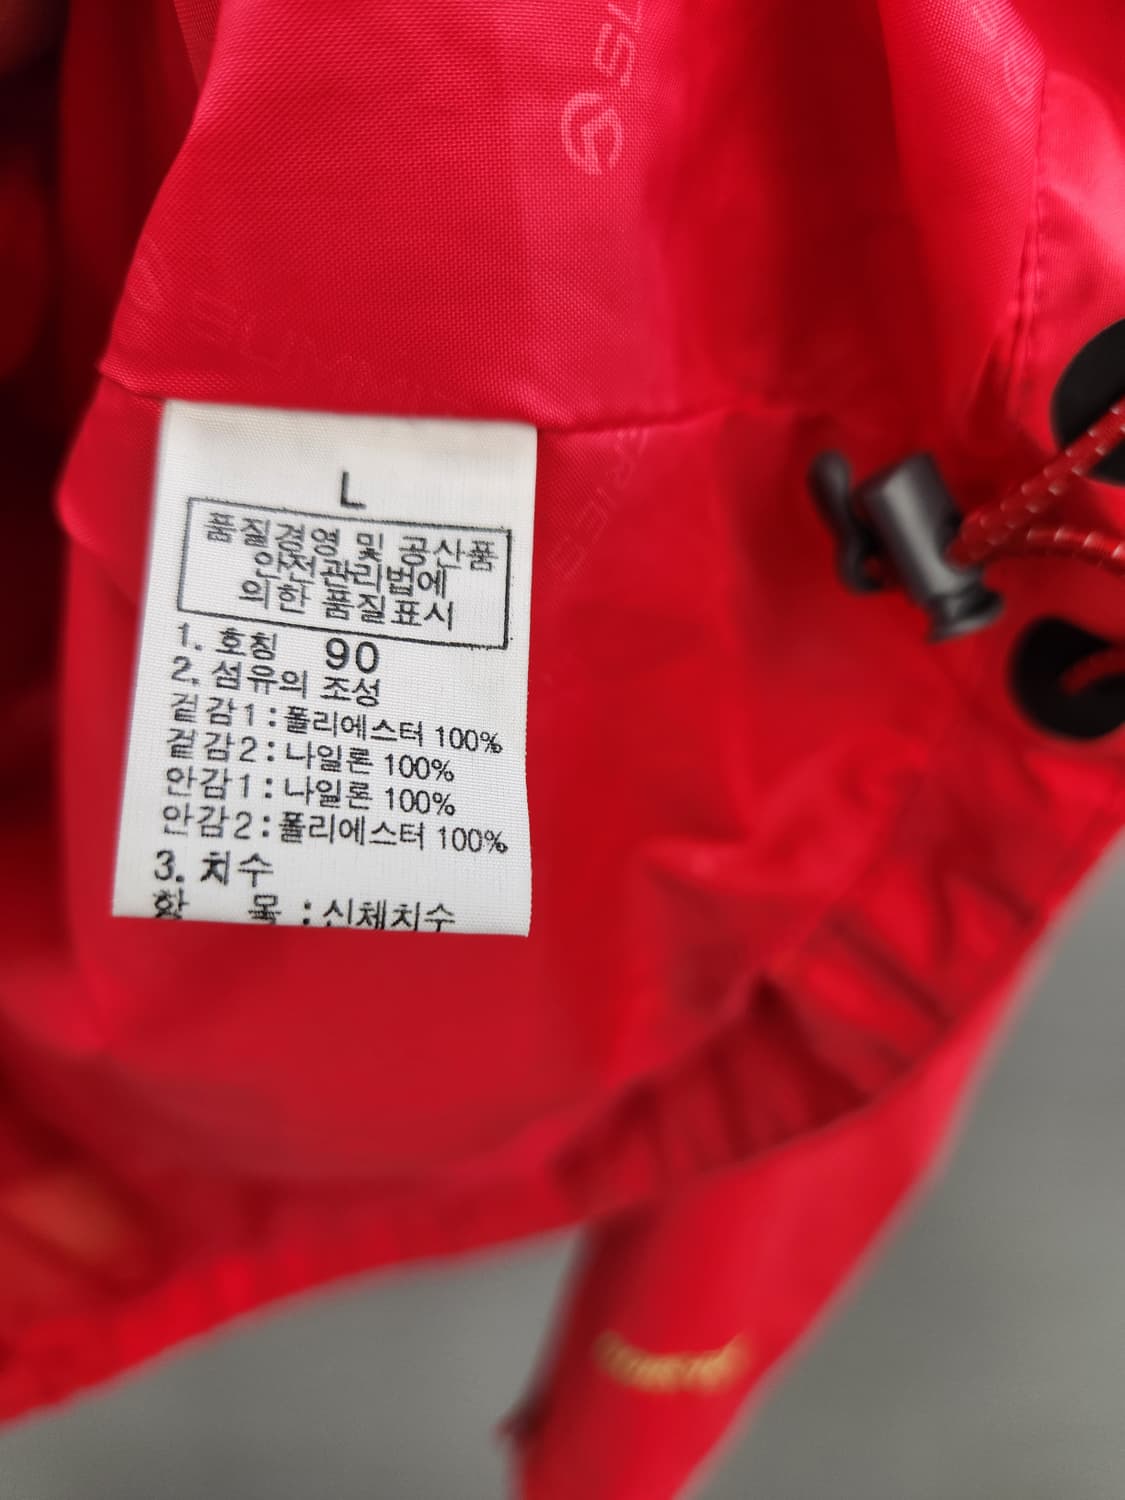 L
품질경영 및 공산품
안전관리법에
의한 품질표시
1. 호칭 90
2. 섬유의 조성
겉감1 : 폴리에스터 100%
겉감2 : 나일론 100%
안감1 : 나일론 100%
안감2 : 폴리에스터 100%
3. 치수
항 목 : 신체치수